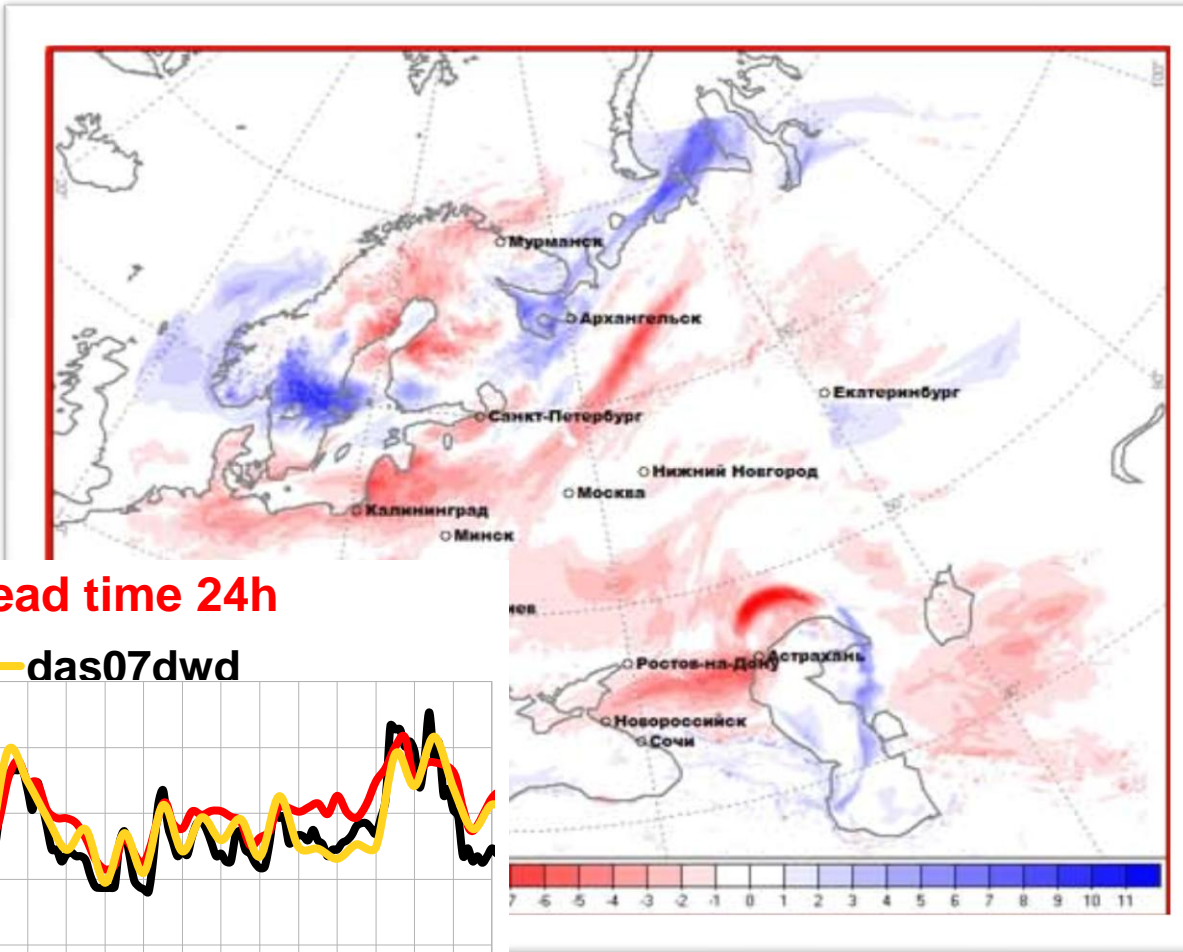 Мурманск
Архангельск
Екатеринбург
Санкт-Петербург
Нижний Новгород
Москва
Калининград
Минск
ead time 24h
иев
das07dwd
Ростов-на-Дону
Астрахань
Новороссийск
Сочи
7 -6 -5 -4 -3 -2 -1 0 1 2 3 4 5 6 7 8 9 10 11